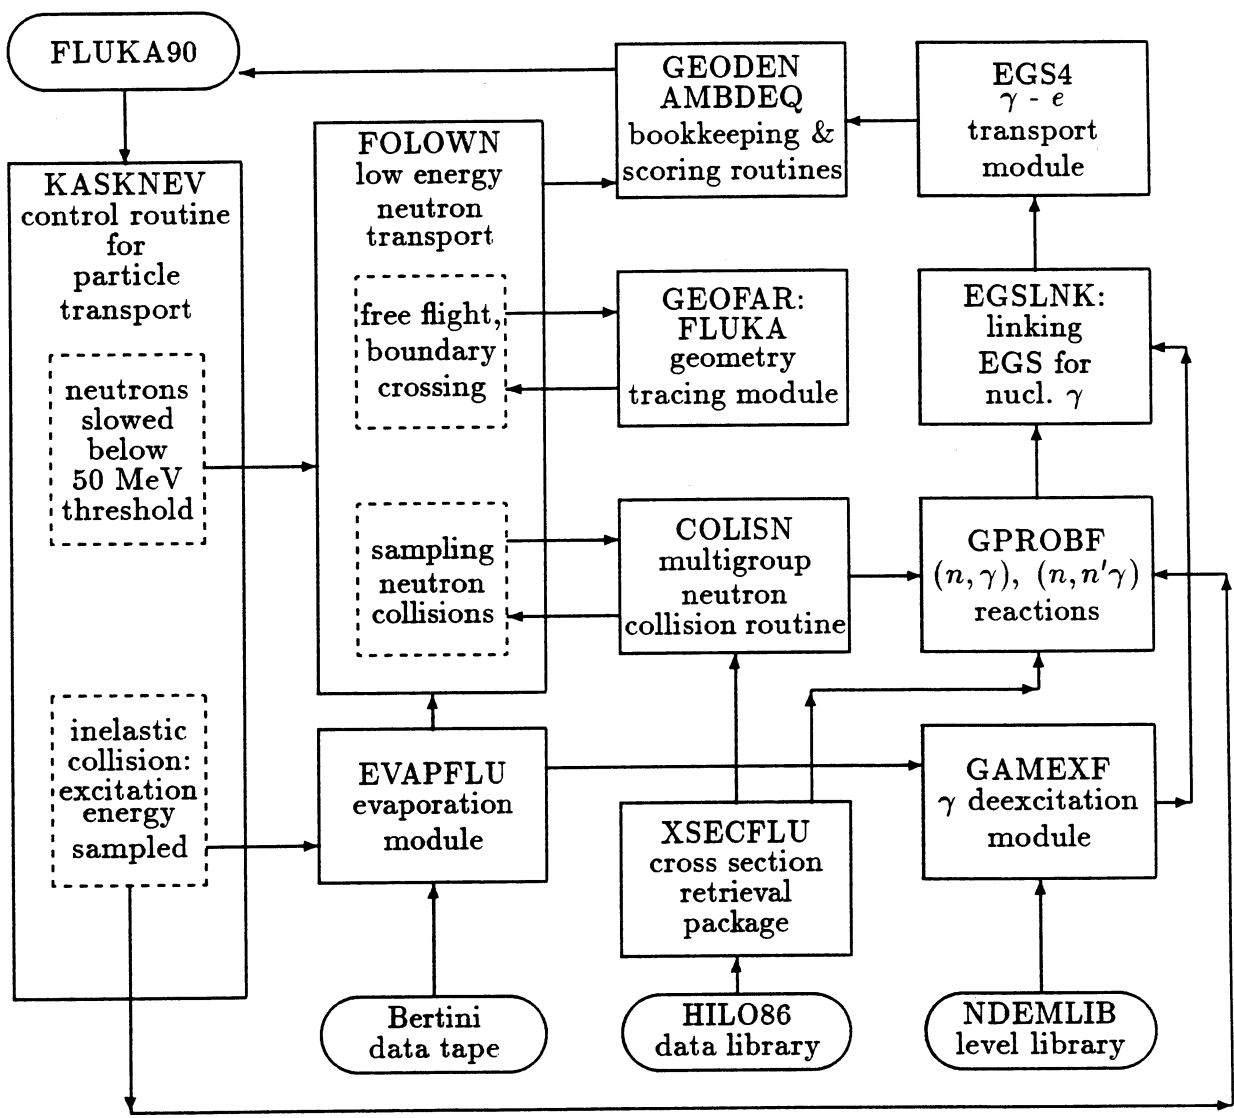 FLUKA90
KASKNEV
control routine
for
particle
transport
neutrons
slowed
below
50 MeV
threshold
inelastic
collision:
excitation
energy
sampled
FOLOWN
low energy
neutron
transport
free flight,
boundary
crossing
sampling
neutron
collisions
EVAPFLU
evaporation
module
Bertini
data tape
GEODEN
AMBDEQ
bookkeeping &
scoring routines
GEOFAR:
FLUKA
geometry
tracing module
COLISN
multigroup
neutron
collision routine
XSECFLU
cross section
retrieval
package
HILO86
data library
EGS4
γ - e
transport
module
EGSLNK:
linking
EGS for
nucl. γ
GPROBF
(n, γ), (n, n′γ)
reactions
GAMEXF
γ deexcitation
module
NDEMLIB
level library